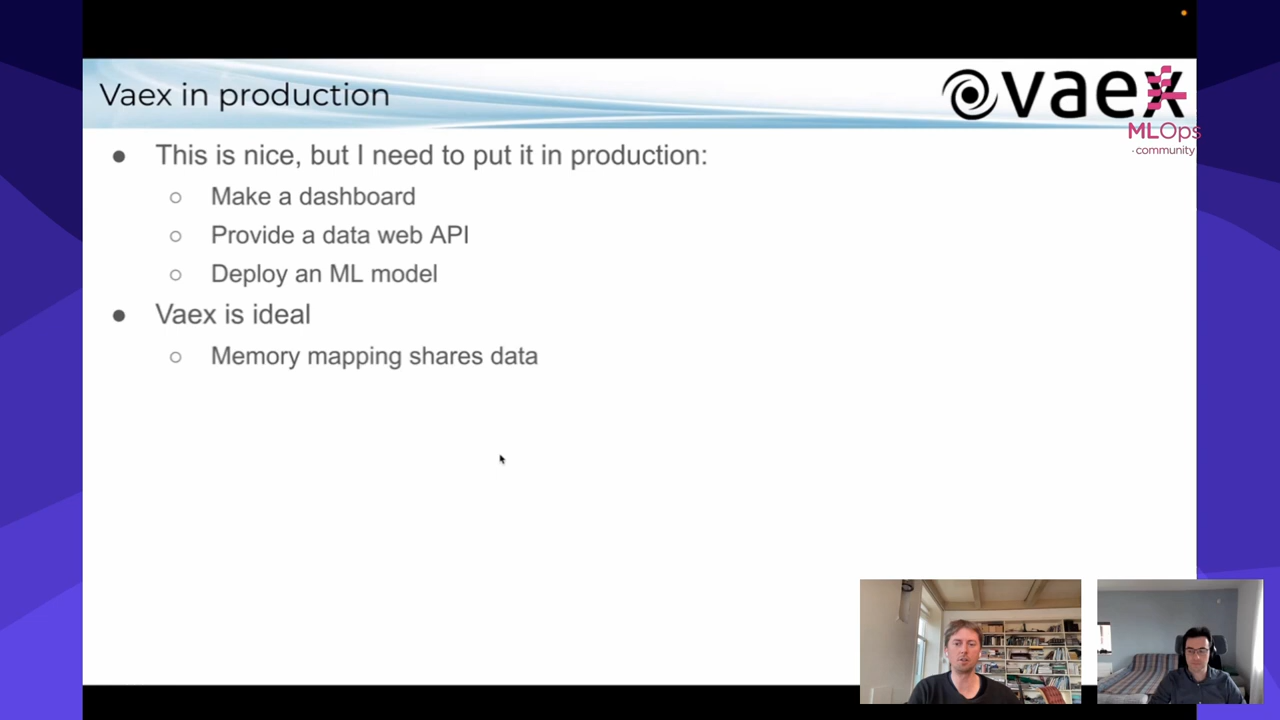 Vaex in production
vaex
MLOps
community
This is nice, but I need to put it in production:
Make a dashboard
Provide a data web API
Deploy an ML model
Vaex is ideal
Memory mapping shares data